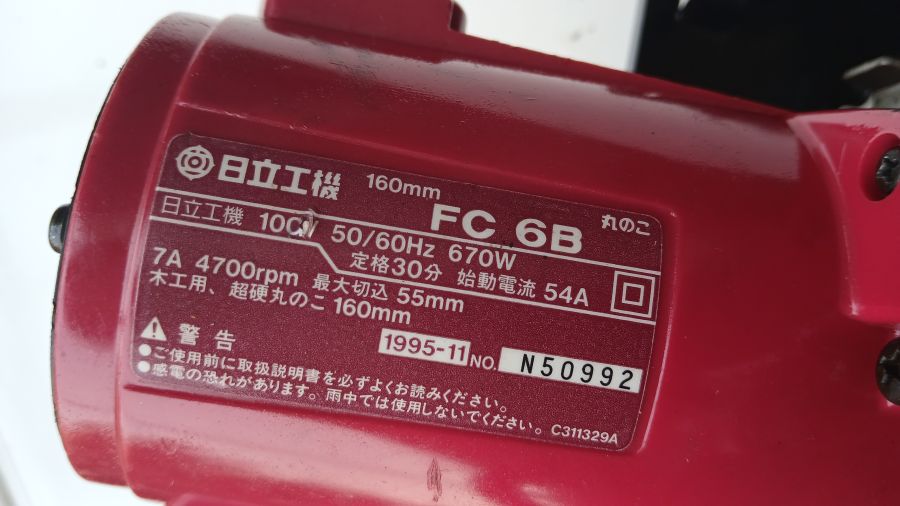 日立工機 160mm FC 6B 丸のこ
日立工機 100V 50/60Hz 670W
定格30分 始動電流 54A
7A 4700rpm 最大切込 55mm
木工用、超硬丸のこ 160mm
1995-11 NO. N50992
警告
●ご使用前に取扱説明書を必ずよくお読みください。
●感電の恐れがあります。雨中では使用しないでください。
C311329A